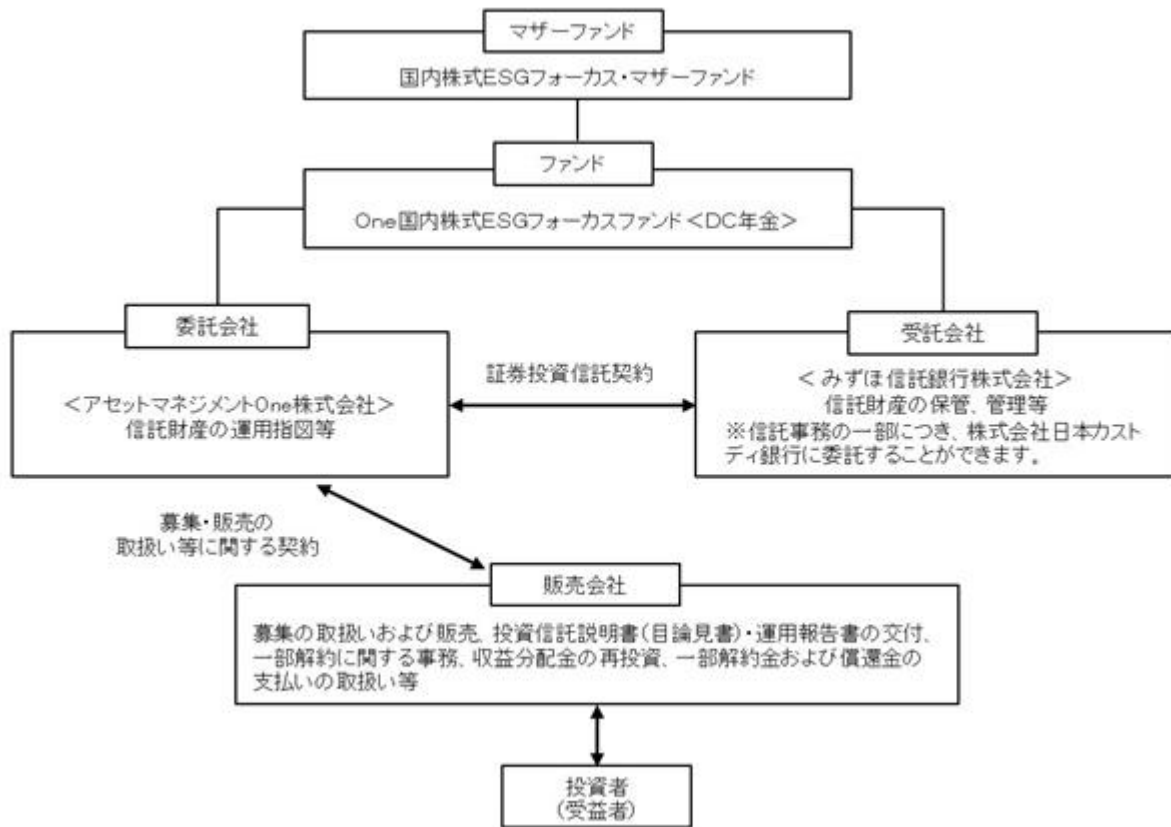 マザーファンド
国内株式ESGフォーカス・マザーファンド
ファンド
One国内株式ESGフォーカスファンド<DC年金>
委託会社
<アセットマネジメントOne株式会社>
信託財産の運用指図等
証券投資信託契約
受託会社
<みずほ信託銀行株式会社>
信託財産の保管、管理等
※信託事務の一部につき、株式会社日本カスト
ディ銀行に委託することができます。
募集・販売の
取扱い等に関する契約
販売会社
募集の取扱いおよび販売、投資信託説明書(目論見書)・運用報告書の交付、
一部解約に関する事務、収益分配金の再投資、一部解約金および償還金の
支払いの取扱い等
投資者
(受益者)